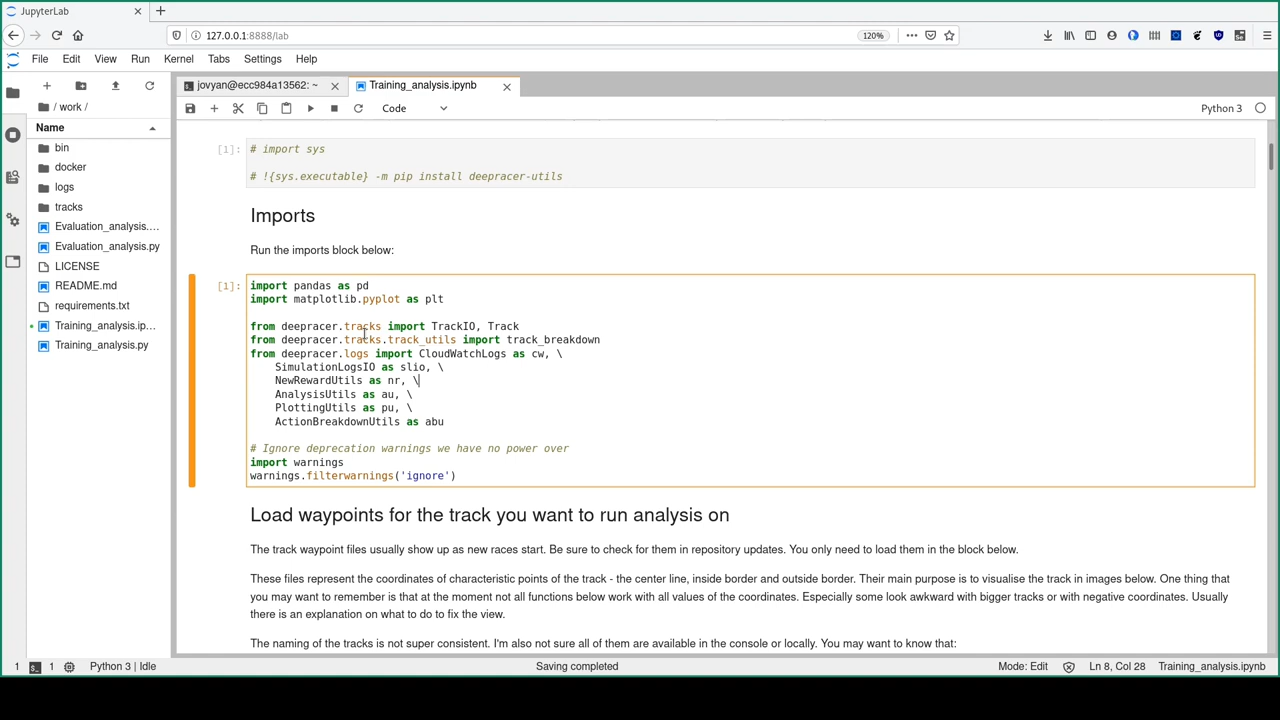 JupyterLab
127.0.0.1:8888/lab
120%
File Edit View Run Kernel Tabs Settings Help
jovyan@ecc984a13562: ~
Training_analysis.ipynb
/ work /
Code
Python 3
Name
bin
docker
logs
tracks
Evaluation_analysis....
Evaluation_analysis.py
LICENSE
README.md
requirements.txt
Training_analysis.ip...
Training_analysis.py
[1]:
# import sys
# !{sys.executable} -m pip install deepracer-utils
Imports
Run the imports block below:
[1]:
import pandas as pd
import matplotlib.pyplot as plt
from deepracer.tracks import TrackIO, Track
from deepracer.tracks.track_utils import track_breakdown
from deepracer.logs import CloudWatchLogs as cw, \
SimulationLogsIO as slio, \
NewRewardUtils as nr, \
AnalysisUtils as au, \
PlottingUtils as pu, \
ActionBreakdownUtils as abu
# Ignore deprecation warnings we have no power over
import warnings
warnings.filterwarnings('ignore')
Load waypoints for the track you want to run analysis on
The track waypoint files usually show up as new races start. Be sure to check for them in repository updates. You only need to load them in the block below.
These files represent the coordinates of characteristic points of the track - the center line, inside border and outside border. Their main purpose is to visualise the track in images below. One thing that
you may want to remember is that at the moment not all functions below work with all values of the coordinates. Especially some look awkward with bigger tracks or with negative coordinates. Usually
there is an explanation on what to do to fix the view.
The naming of the tracks is not super consistent. I'm also not sure all of them are available in the console or locally. You may want to know that:
1 1 Python 3 | Idle
Saving completed
Mode: Edit
Ln 8, Col 28
Training_analysis.ipynb